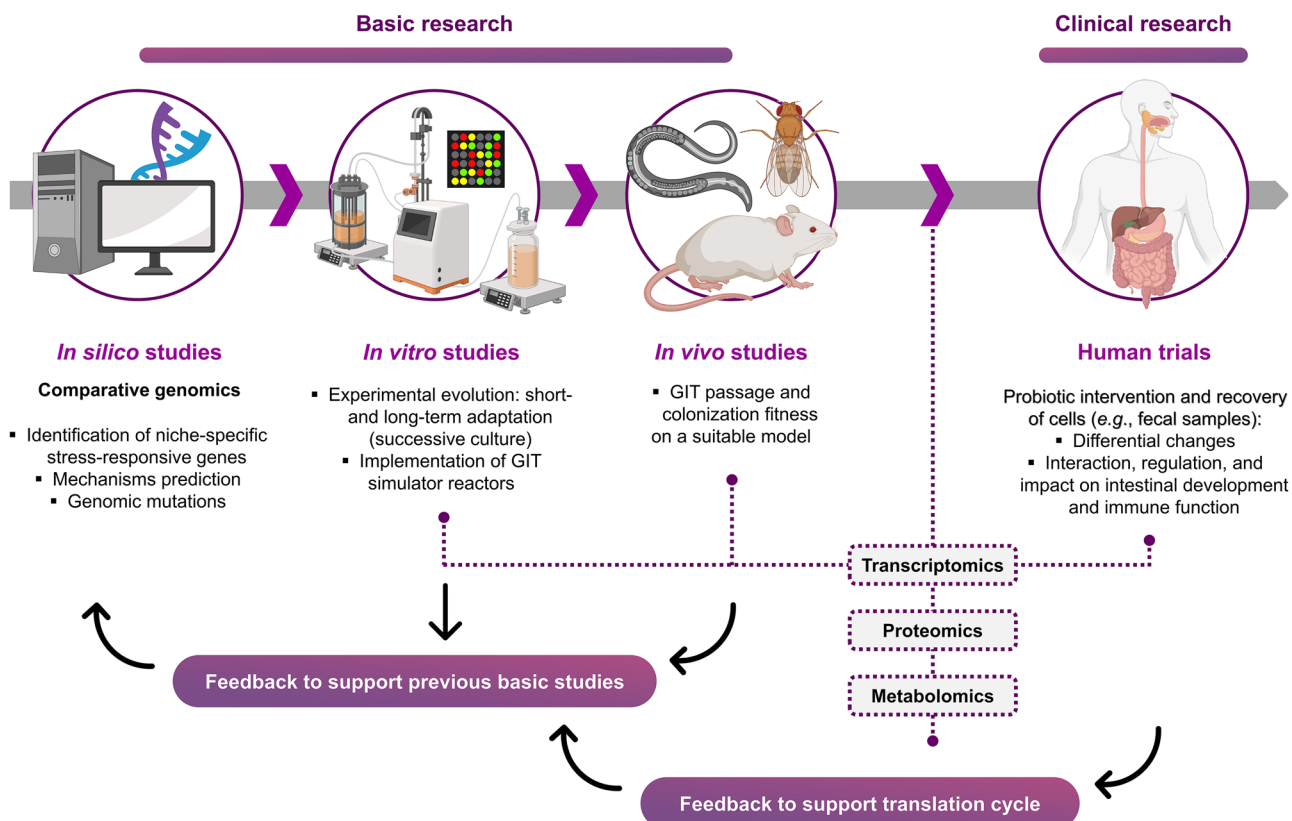 Basic research
Clinical research
In silico studies
Comparative genomics
▪ Identification of niche-specific
stress-responsive genes
▪ Mechanisms prediction
▪ Genomic mutations
In vitro studies
▪ Experimental evolution: short-
and long-term adaptation
(successive culture)
▪ Implementation of GIT
simulator reactors
In vivo studies
▪ GIT passage and
colonization fitness
on a suitable model
Human trials
Probiotic intervention and recovery
of cells (e.g., fecal samples):
▪ Differential changes
▪ Interaction, regulation, and
impact on intestinal development
and immune function
Transcriptomics
Proteomics
Metabolomics
Feedback to support previous basic studies
Feedback to support translation cycle